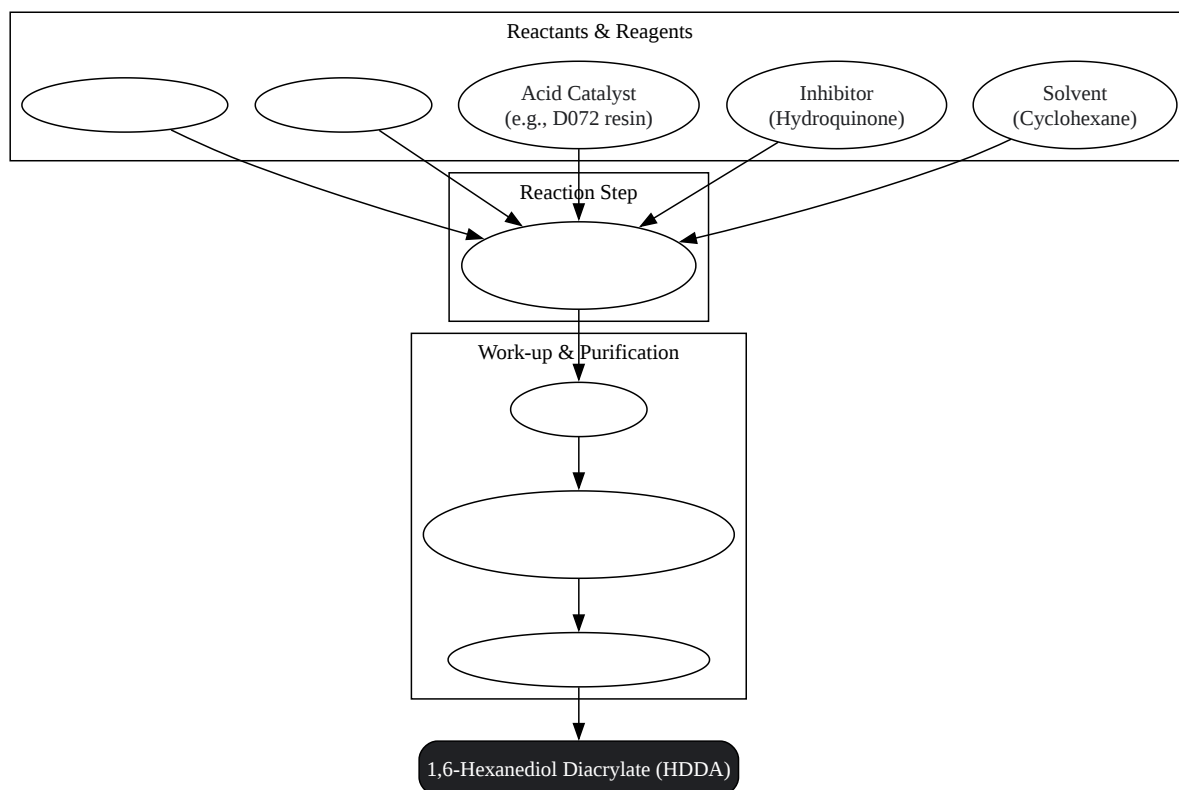 Reactants & Reagents
Acid Catalyst
(e.g., D072 resin)
Inhibitor
(Hydroquinone)
Solvent
(Cyclohexane)
Reaction Step
Work-up & Purification
1,6-Hexanediol Diacrylate (HDDA)